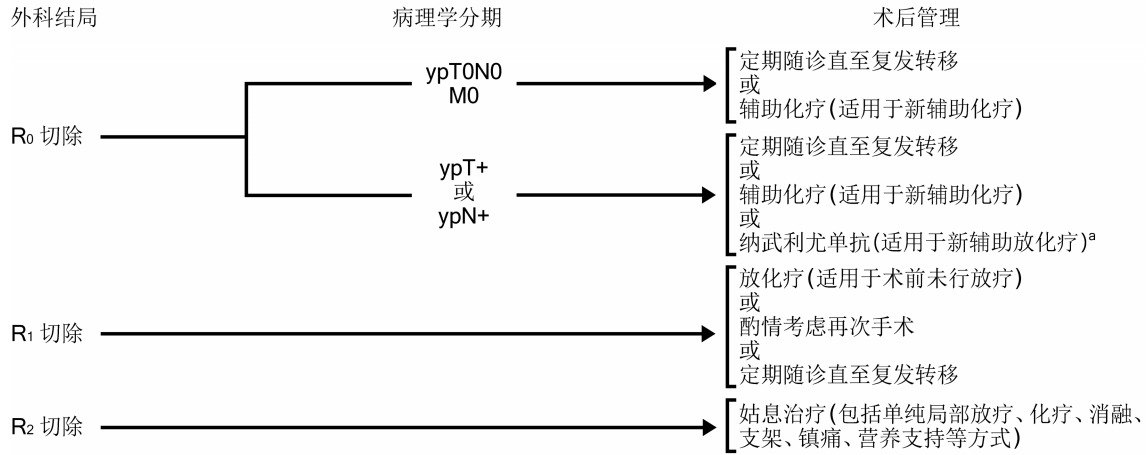 外科结局 病理学分期 术后管理
R₀ 切除
ypT0N0
M0
定期随诊直至复发转移
或
辅助化疗(适用于新辅助化疗)
ypT+
或
ypN+
定期随诊直至复发转移
或
辅助化疗(适用于新辅助化疗)
或
纳武利尤单抗(适用于新辅助放化疗)ᵃ
R₁ 切除
放化疗(适用于术前未行放疗)
或
酌情考虑再次手术
或
定期随诊直至复发转移
R₂ 切除
姑息治疗(包括单纯局部放疗、化疗、消融、
支架、镇痛、营养支持等方式)